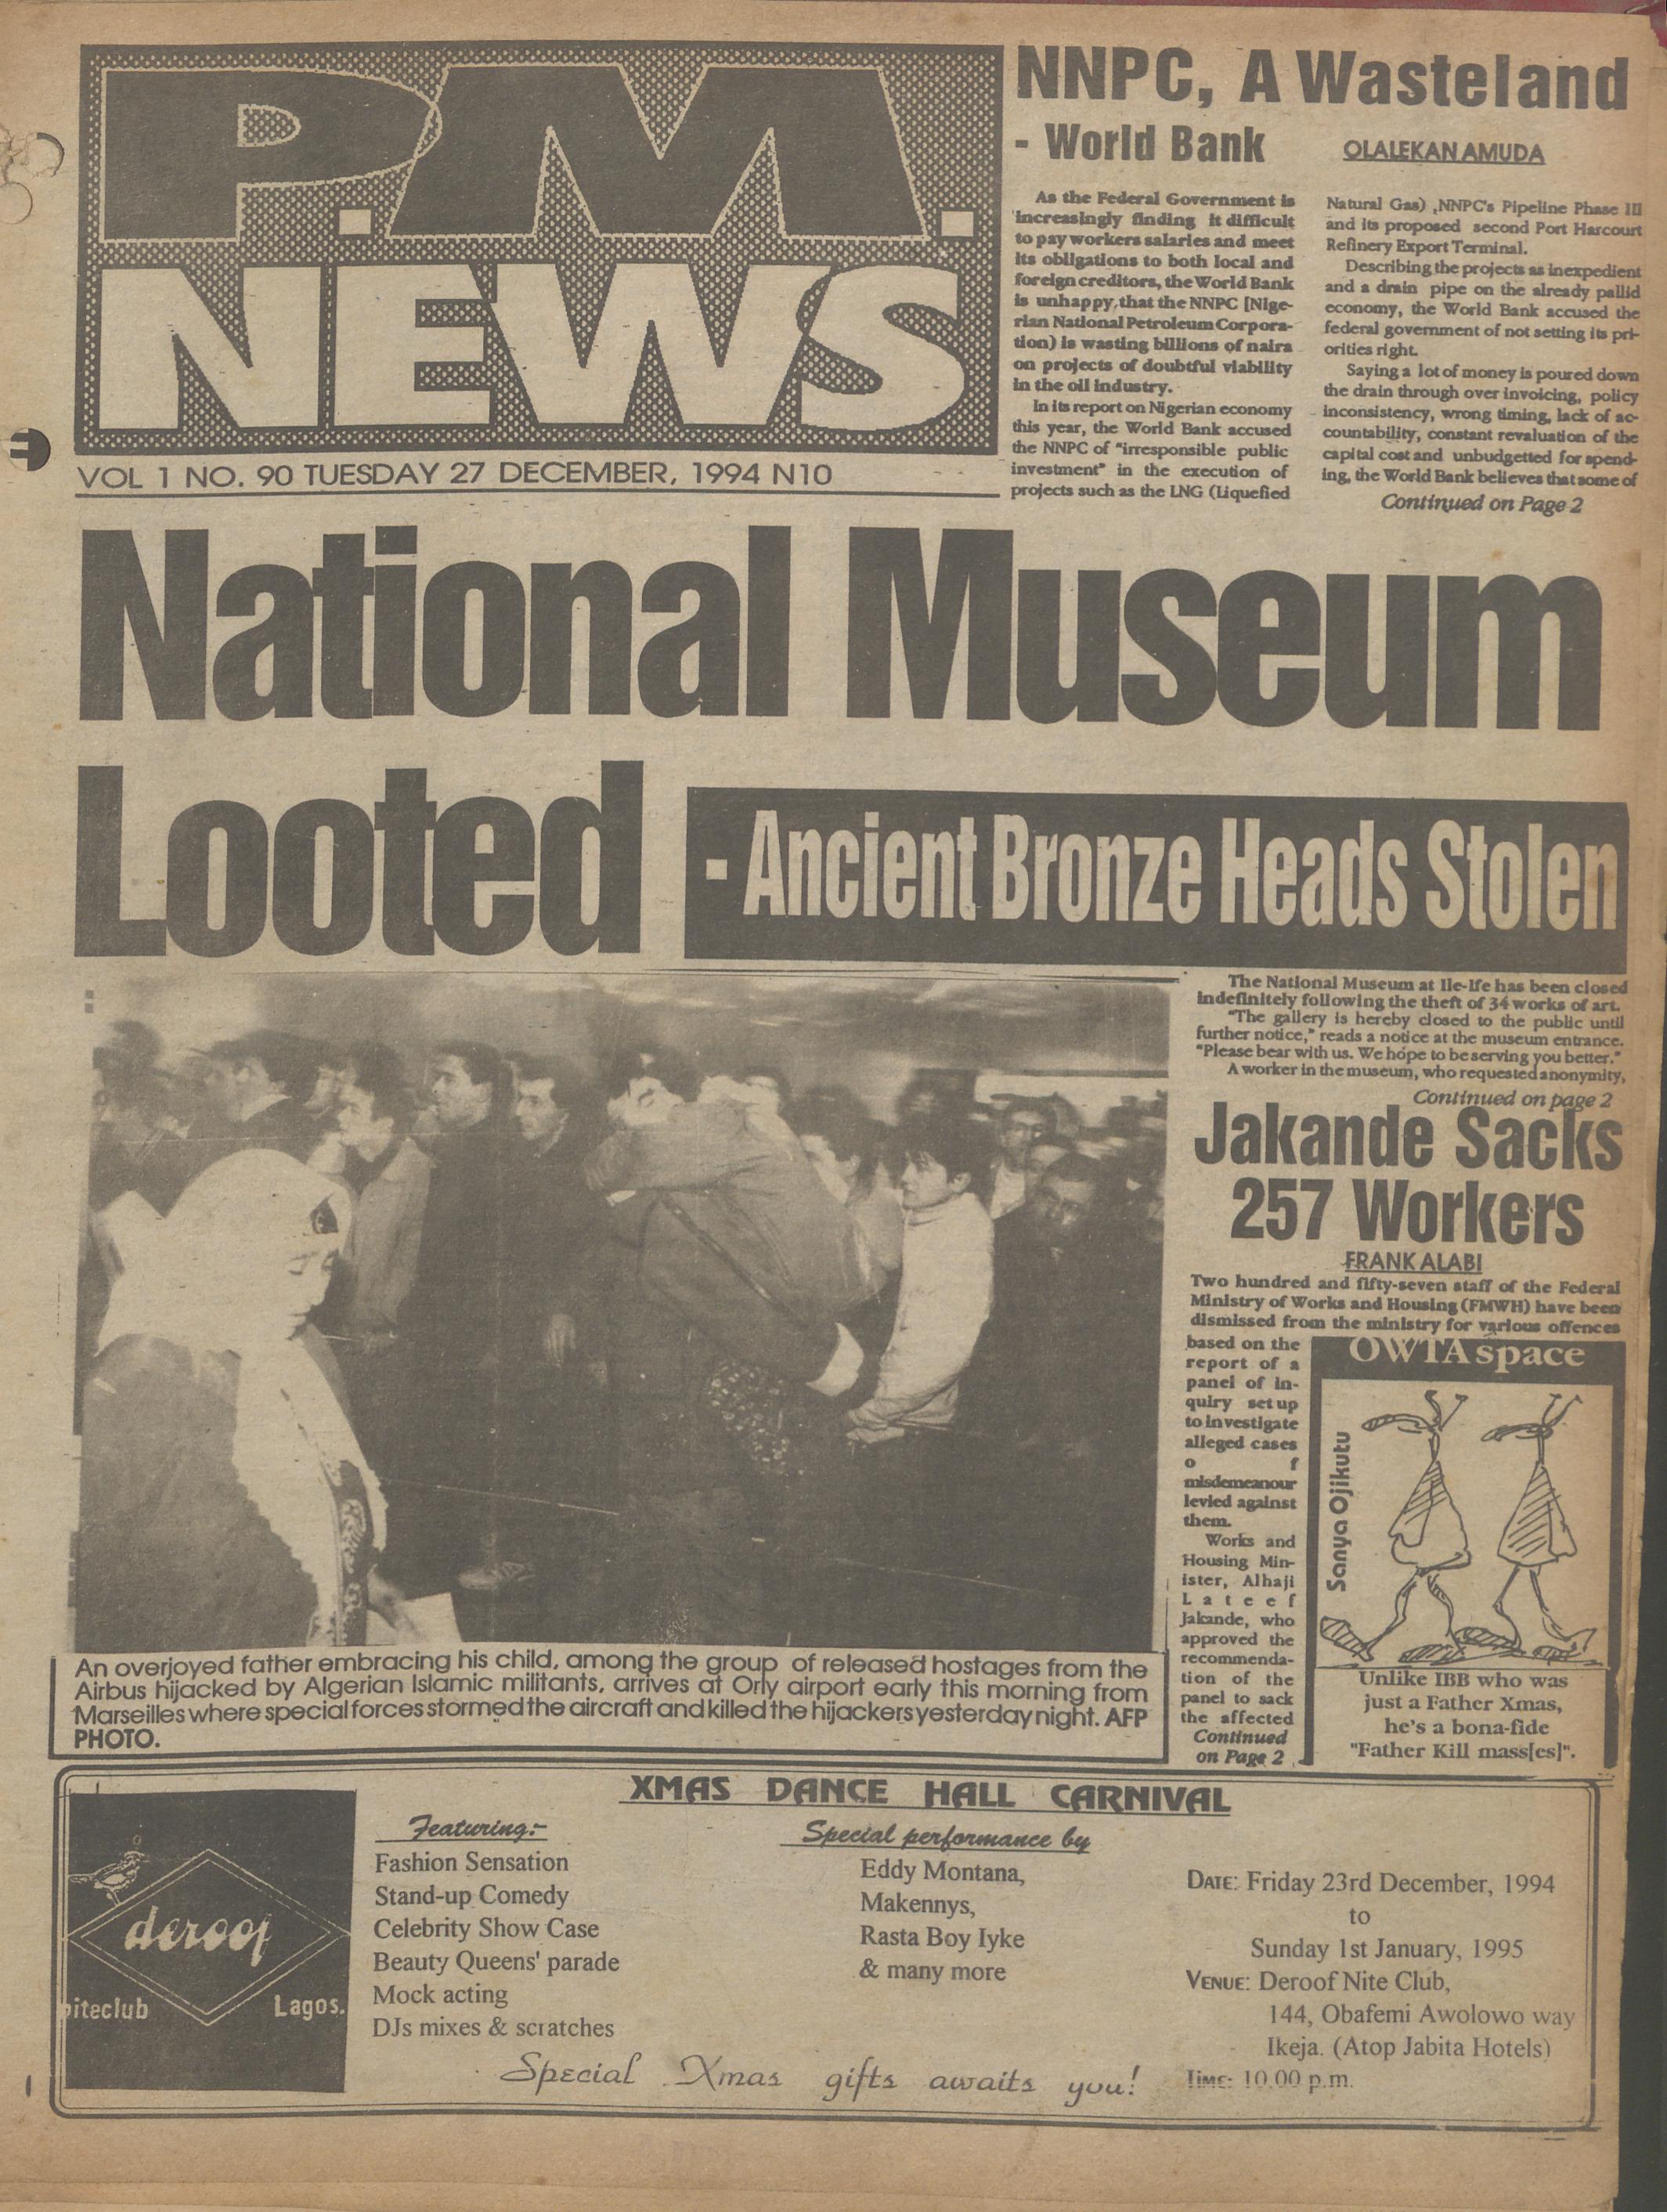 P.M.
NEWS
VOL 1 NO. 90 TUESDAY 27 DECEMBER, 1994 N10
NNPC, A Wasteland
- World Bank
OLALEKAN AMUDA
As the Federal Government is
increasingly finding it difficult
to pay workers salaries and meet
its obligations to both local and
foreign creditors, the World Bank
is unhappy that the NNPC [Nige-
rian National Petroleum Corpora-
tion) is wasting billions of naira
on projects of doubtful viability
in the oil industry.
In its report on Nigerian economy
this year, the World Bank accused
the NNPC of "irresponsible public
investment" in the execution of
projects such as the LNG (Liquefied
Natural Gas) ,NNPC's Pipeline Phase III
and its proposed second Port Harcourt
Refinery Export Terminal.
Describing the projects as inexpedient
and a drain pipe on the already pallid
economy, the World Bank accused the
federal government of not setting its pri-
orities right.
Saying a lot of money is poured down
the drain through over invoicing, policy
inconsistency, wrong timing, lack of ac-
countability, constant revaluation of the
capital cost and unbudgetted for spend-
ing, the World Bank believes that some of
Continued on Page 2
National Museum
Looted
- Ancient Bronze Heads Stolen
The National Museum at Ile-Ife has been closed
indefinitely following the theft of 34 works of art.
"The gallery is hereby closed to the public until
further notice," reads a notice at the museum entrance.
"Please bear with us. We hope to be serving you better."
A worker in the museum, who requested anonymity,
Continued on page 2
Jakande Sacks
257 Workers
FRANK ALABI
Two hundred and fifty-seven staff of the Federal
Ministry of Works and Housing (FMWH) have been
dismissed from the ministry for various offences
based on the
report of a
panel of in-
quiry set up
to investigate
alleged cases
o f
misdemeanour
levied against
them.
Works and
Housing Min-
ister, Alhaji
L a t e e f
Jakande, who
approved the
recommenda-
tion of the
panel to sack
the affected
Continued
on Page 2
OWTA space
Sanya Ojikutu
Unlike IBB who was
just a Father Xmas,
he's a bona-fide
"Father Kill mass[es]".
An overjoyed father embracing his child, among the group of released hostages from the
Airbus hijacked by Algerian Islamic militants, arrives at Orly airport early this morning from
Marseilles where special forces stormed the aircraft and killed the hijackers yesterday night. AFP
PHOTO.
XMAS DANCE HALL CARNIVAL
deroof
niteclub Lagos.
Featuring:-
Fashion Sensation
Stand-up Comedy
Celebrity Show Case
Beauty Queens' parade
Mock acting
DJs mixes & scratches
Special performance by
Eddy Montana,
Makennys,
Rasta Boy Iyke
& many more
DATE: Friday 23rd December, 1994
to
Sunday 1st January, 1995
VENUE: Deroof Nite Club,
144, Obafemi Awolowo way
Ikeja. (Atop Jabita Hotels)
TIME: 10.00 p.m.
Special Xmas gifts awaits you!